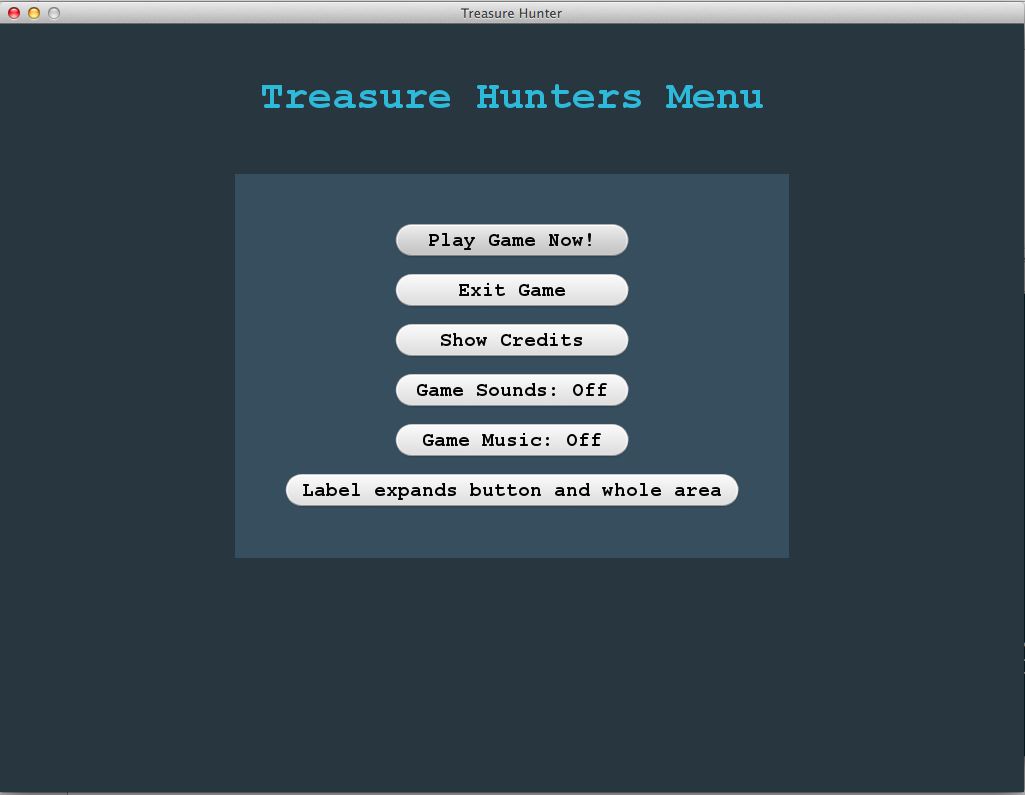 Treasure Hunter
Treasure Hunters Menu
Play Game Now!
Exit Game
Show Credits
Game Sounds: Off
Game Music: Off
Label expands button and whole area